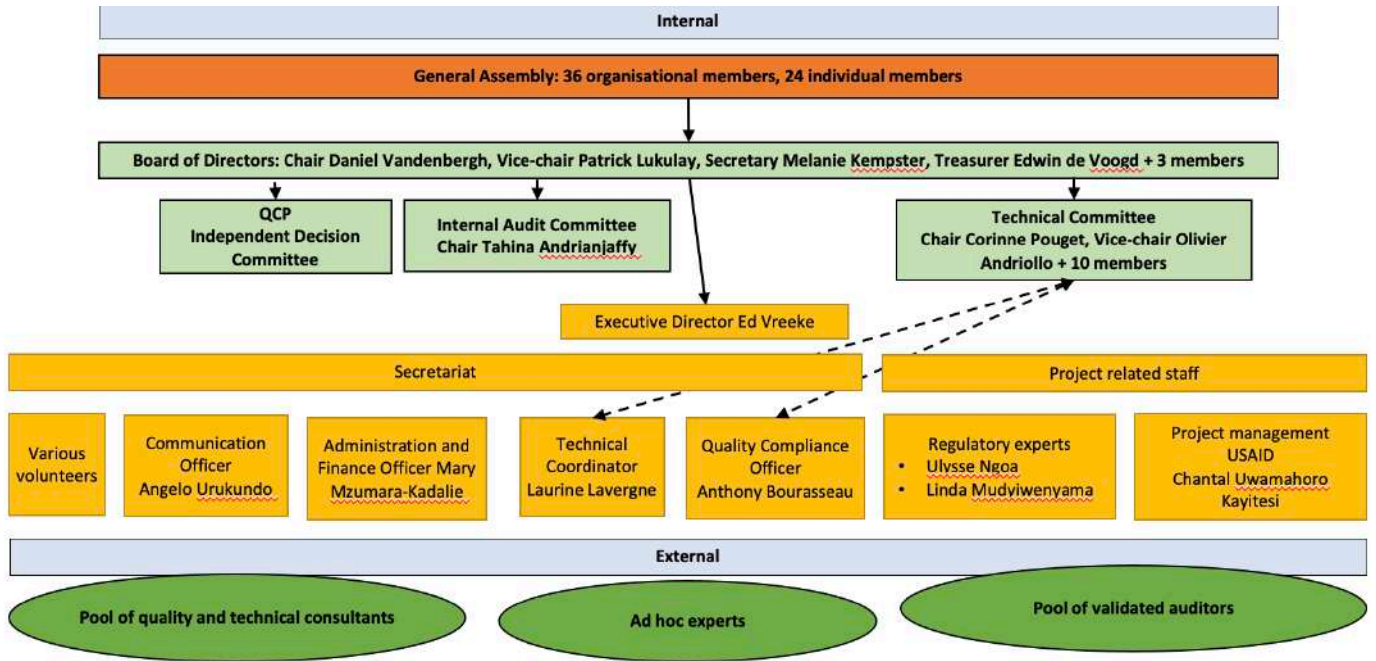 Internal
General Assembly: 36 organisational members, 24 individual members
Board of Directors: Chair Daniel Vandenbergh, Vice-chair Patrick Lukulay, Secretary Melanie Kempster, Treasurer Edwin de Voogd + 3 members
QCP
Independent Decision
Committee
Internal Audit Committee
Chair Tahina Andrianjaffy
Technical Committee
Chair Corinne Pouget, Vice-chair Olivier
Andriollo + 10 members
Executive Director Ed Vreeke
Secretariat
Project related staff
Various
volunteers
Communication
Officer
Angelo Urukundo
Administration and
Finance Officer Mary
Mzumara-Kadalie
Technical
Coordinator
Laurine Lavergne
Quality Compliance
Officer
Anthony Bourasseau
Regulatory experts
• Ulysse Ngoa
• Linda Mudyiwenyama
Project management
USAID
Chantal Uwamahoro
Kayitesi
External
Pool of quality and technical consultants
Ad hoc experts
Pool of validated auditors